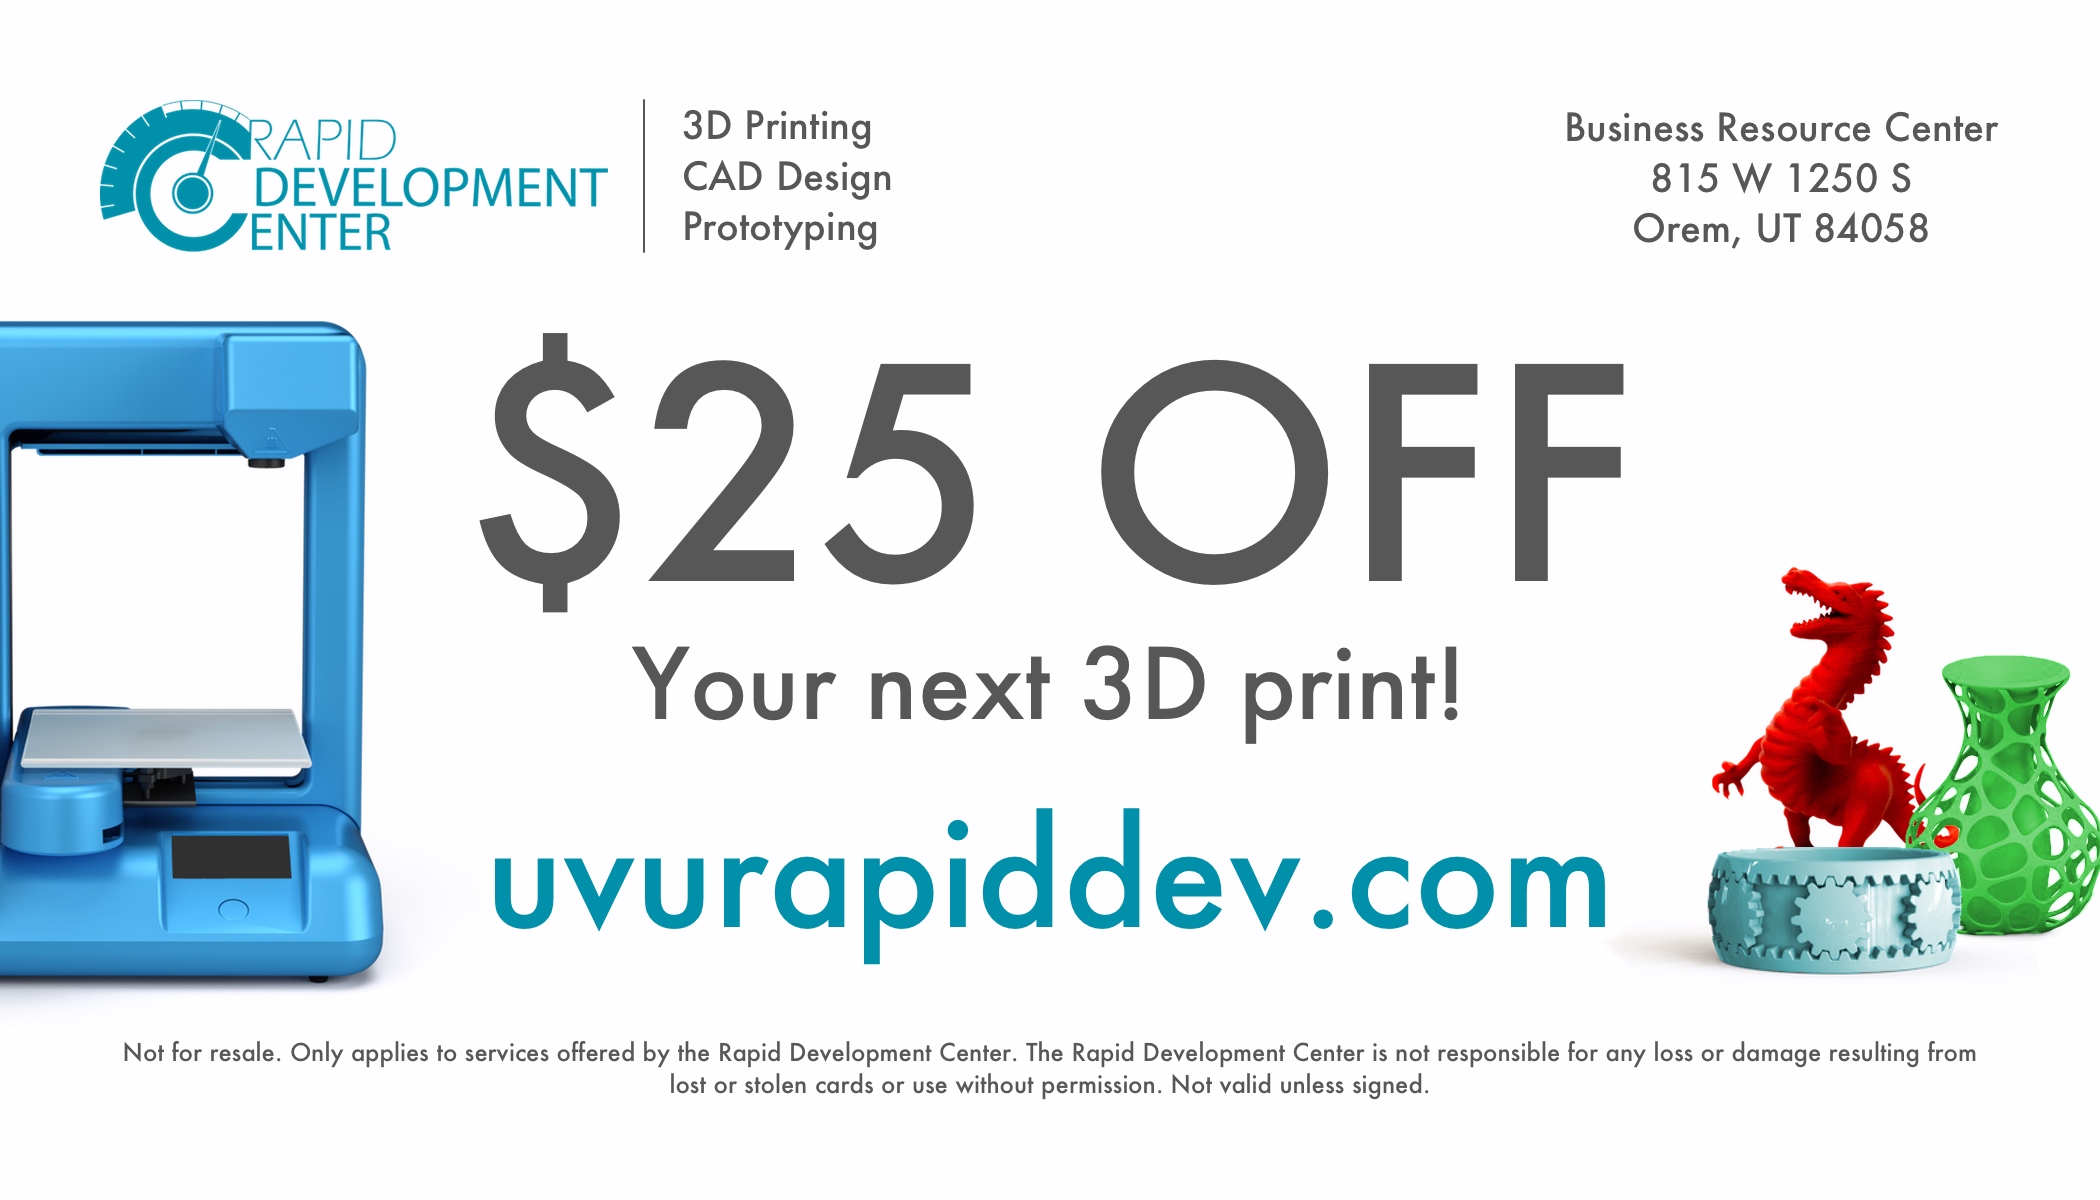 RAPID
DEVELOPMENT
CENTER
3D Printing
CAD Design
Prototyping
Business Resource Center
815 W 1250 S
Orem, UT 84058
$25 OFF
Your next 3D print!
uvurapiddev.com
Not for resale. Only applies to services offered by the Rapid Development Center. The Rapid Development Center is not responsible for any loss or damage resulting from
lost or stolen cards or use without permission. Not valid unless signed.